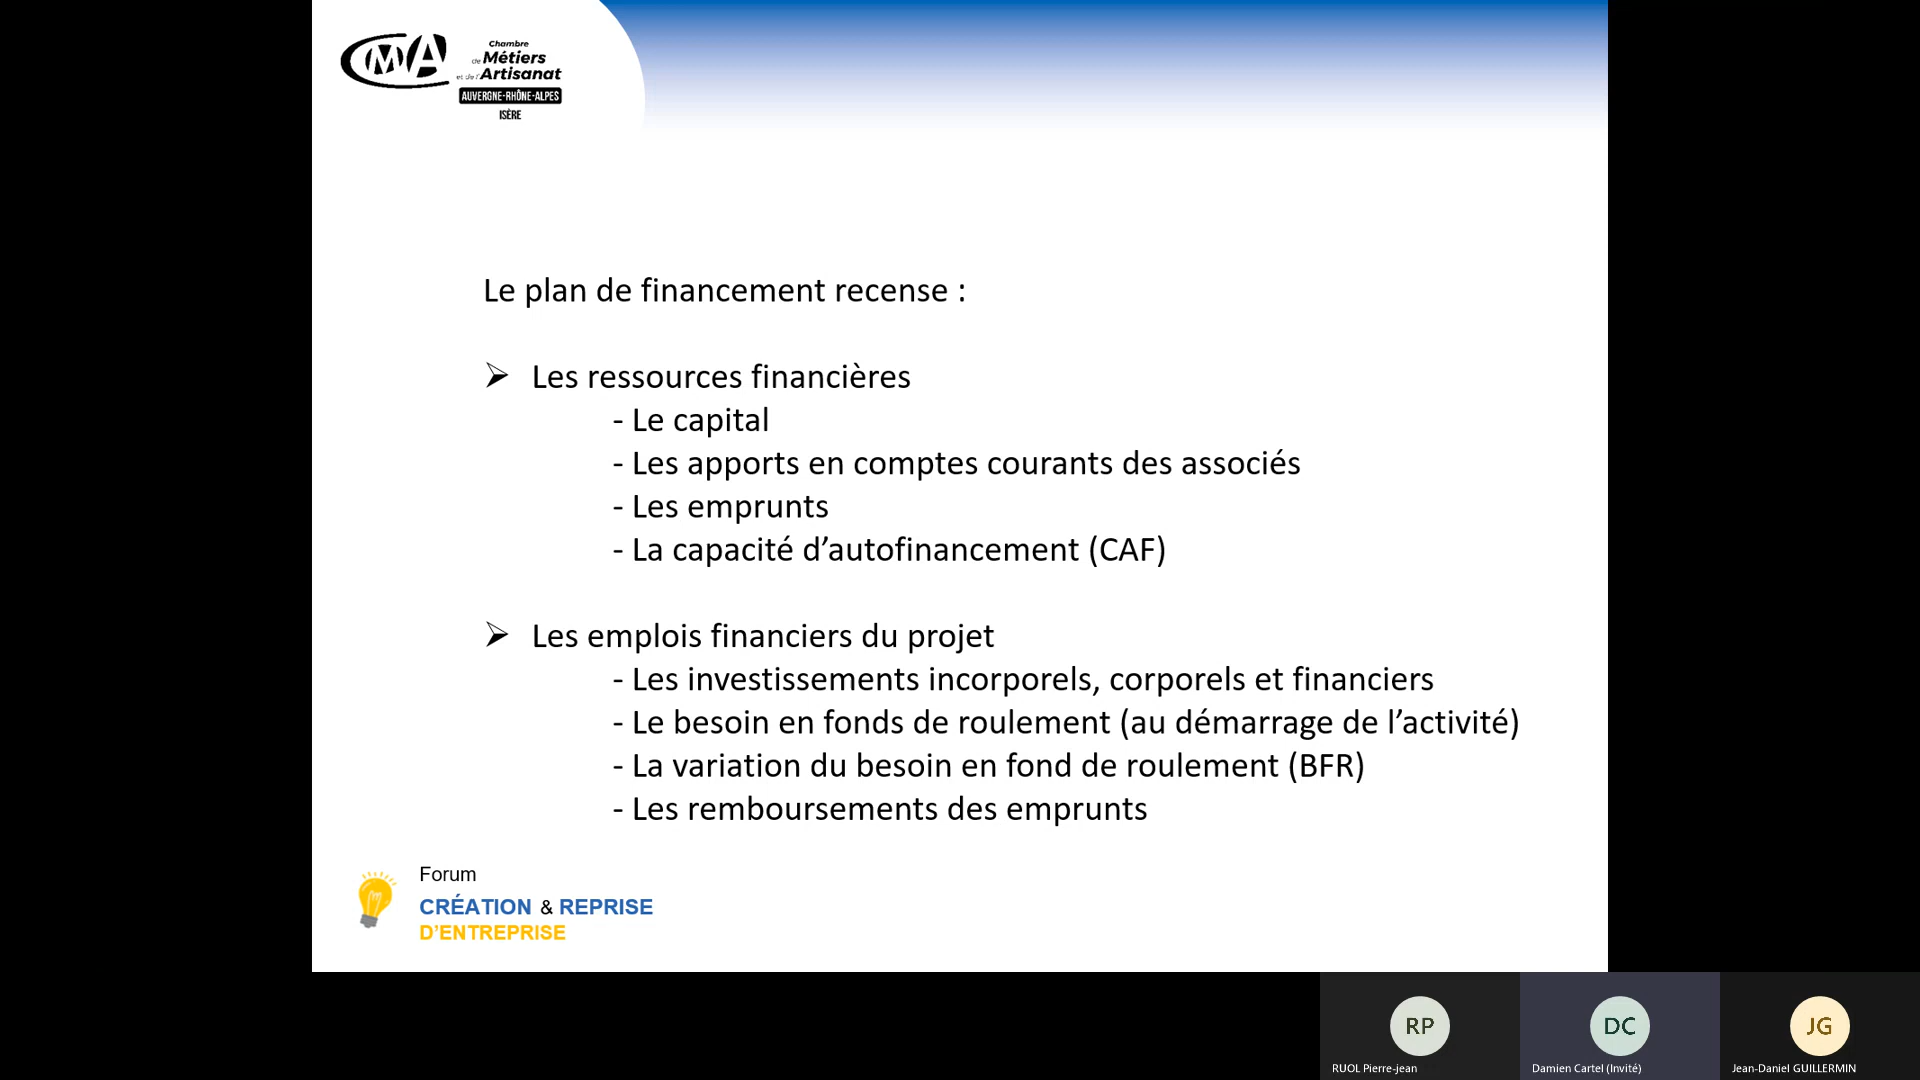 CMA
Chambre
de Métiers
et de l'Artisanat
AUVERGNE-RHÔNE-ALPES
ISÈRE
Le plan de financement recense :
➢ Les ressources financières
- Le capital
- Les apports en comptes courants des associés
- Les emprunts
- La capacité d’autofinancement (CAF)
➢ Les emplois financiers du projet
- Les investissements incorporels, corporels et financiers
- Le besoin en fonds de roulement (au démarrage de l’activité)
- La variation du besoin en fond de roulement (BFR)
- Les remboursements des emprunts
Forum
CRÉATION & REPRISE
D’ENTREPRISE
RP
DC
JG
RUOL Pierre-jean
Damien Cartel (Invité)
Jean-Daniel GUILLERMIN